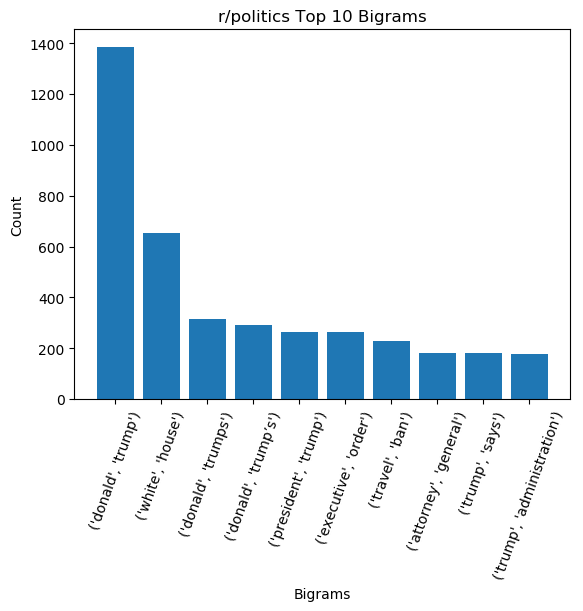 r/politics Top 10 Bigrams
1400
1200
1000
800
600
400
200
0
Count
('donald', 'trump')
('white', 'house')
('donald', 'trumps')
('donald', 'trump's')
('president', 'trump')
('executive', 'order')
('travel', 'ban')
('attorney', 'general')
('trump', 'says')
('trump', 'administration')
Bigrams